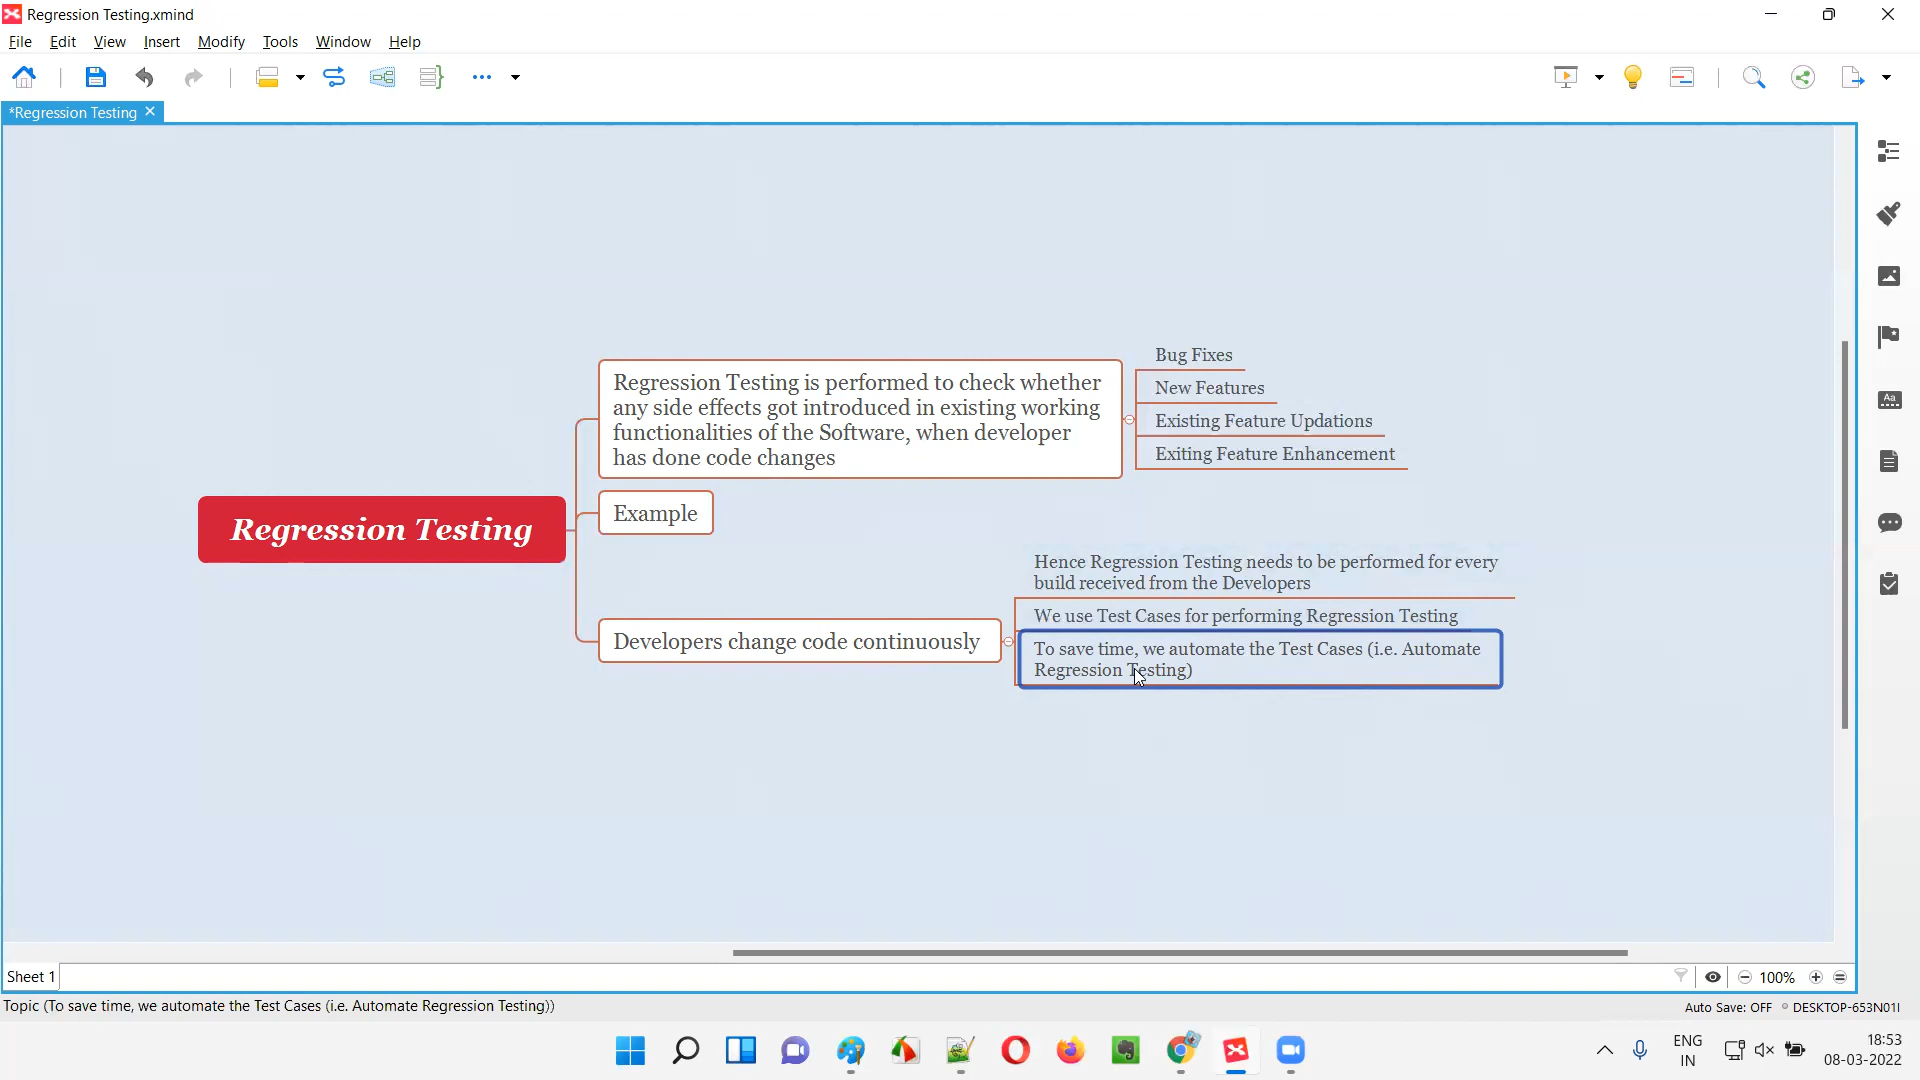 Regression Testing.xmind
File Edit View Insert Modify Tools Window Help
*Regression Testing
Regression Testing is performed to check whether
any side effects got introduced in existing working
functionalities of the Software, when developer
has done code changes
Bug Fixes
New Features
Existing Feature Updations
Exiting Feature Enhancement
Regression Testing
Example
Developers change code continuously
Hence Regression Testing needs to be performed for every
build received from the Developers
We use Test Cases for performing Regression Testing
To save time, we automate the Test Cases (i.e. Automate
Regression Testing)
Aa
Sheet 1
100%
Topic (To save time, we automate the Test Cases (i.e. Automate Regression Testing))
Auto Save: OFF DESKTOP-653N01I
ENG
IN
18:53
08-03-2022